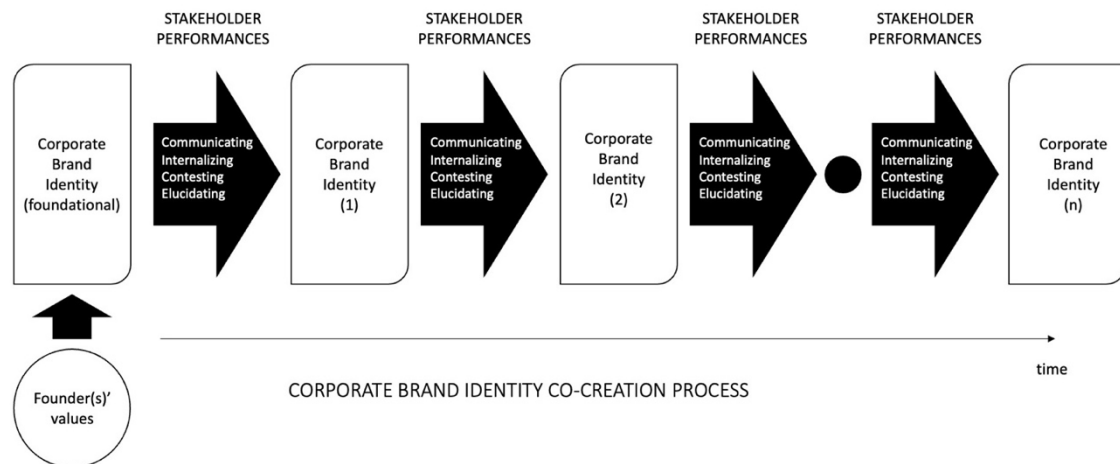 STAKEHOLDER
PERFORMANCES
STAKEHOLDER
PERFORMANCES
STAKEHOLDER
PERFORMANCES
STAKEHOLDER
PERFORMANCES
Corporate
Brand
Identity
(foundational)
Communicating
Internalizing
Contesting
Elucidating
Corporate
Brand
Identity
(1)
Communicating
Internalizing
Contesting
Elucidating
Corporate
Brand
Identity
(2)
Communicating
Internalizing
Contesting
Elucidating
Communicating
Internalizing
Contesting
Elucidating
Corporate
Brand
Identity
(n)
time
Founder(s)’
values
CORPORATE BRAND IDENTITY CO-CREATION PROCESS